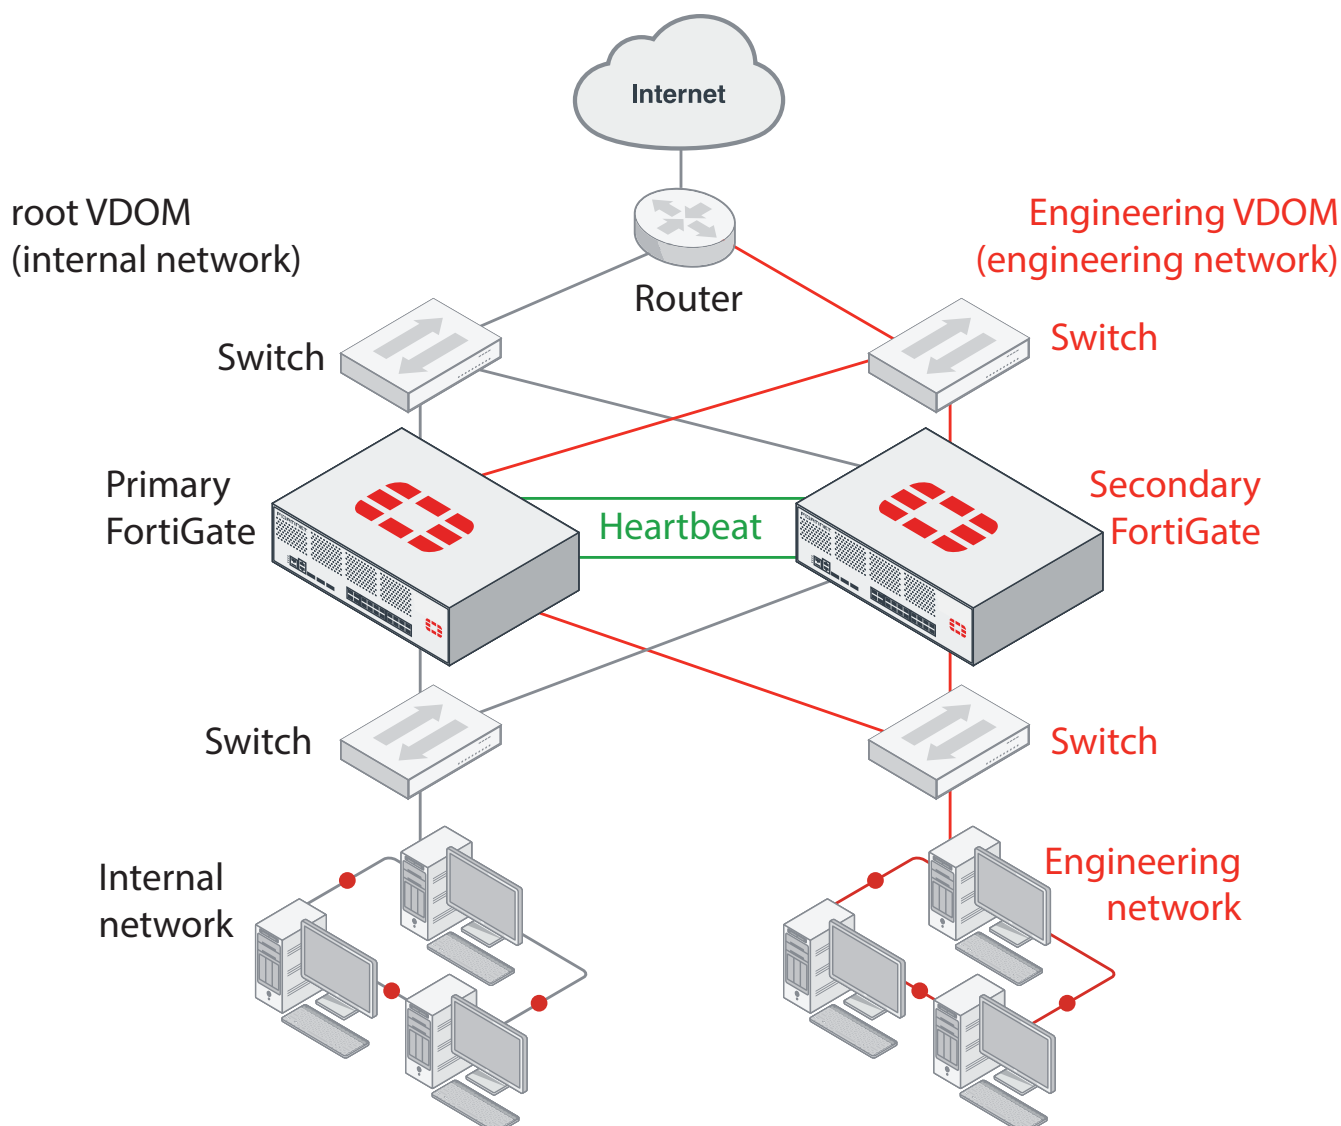 Internet
root VDOM
(internal network)
Engineering VDOM
(engineering network)
Router
Switch
Switch
Primary
FortiGate
Heartbeat
Secondary
FortiGate
Switch
Switch
Internal
network
Engineering
network